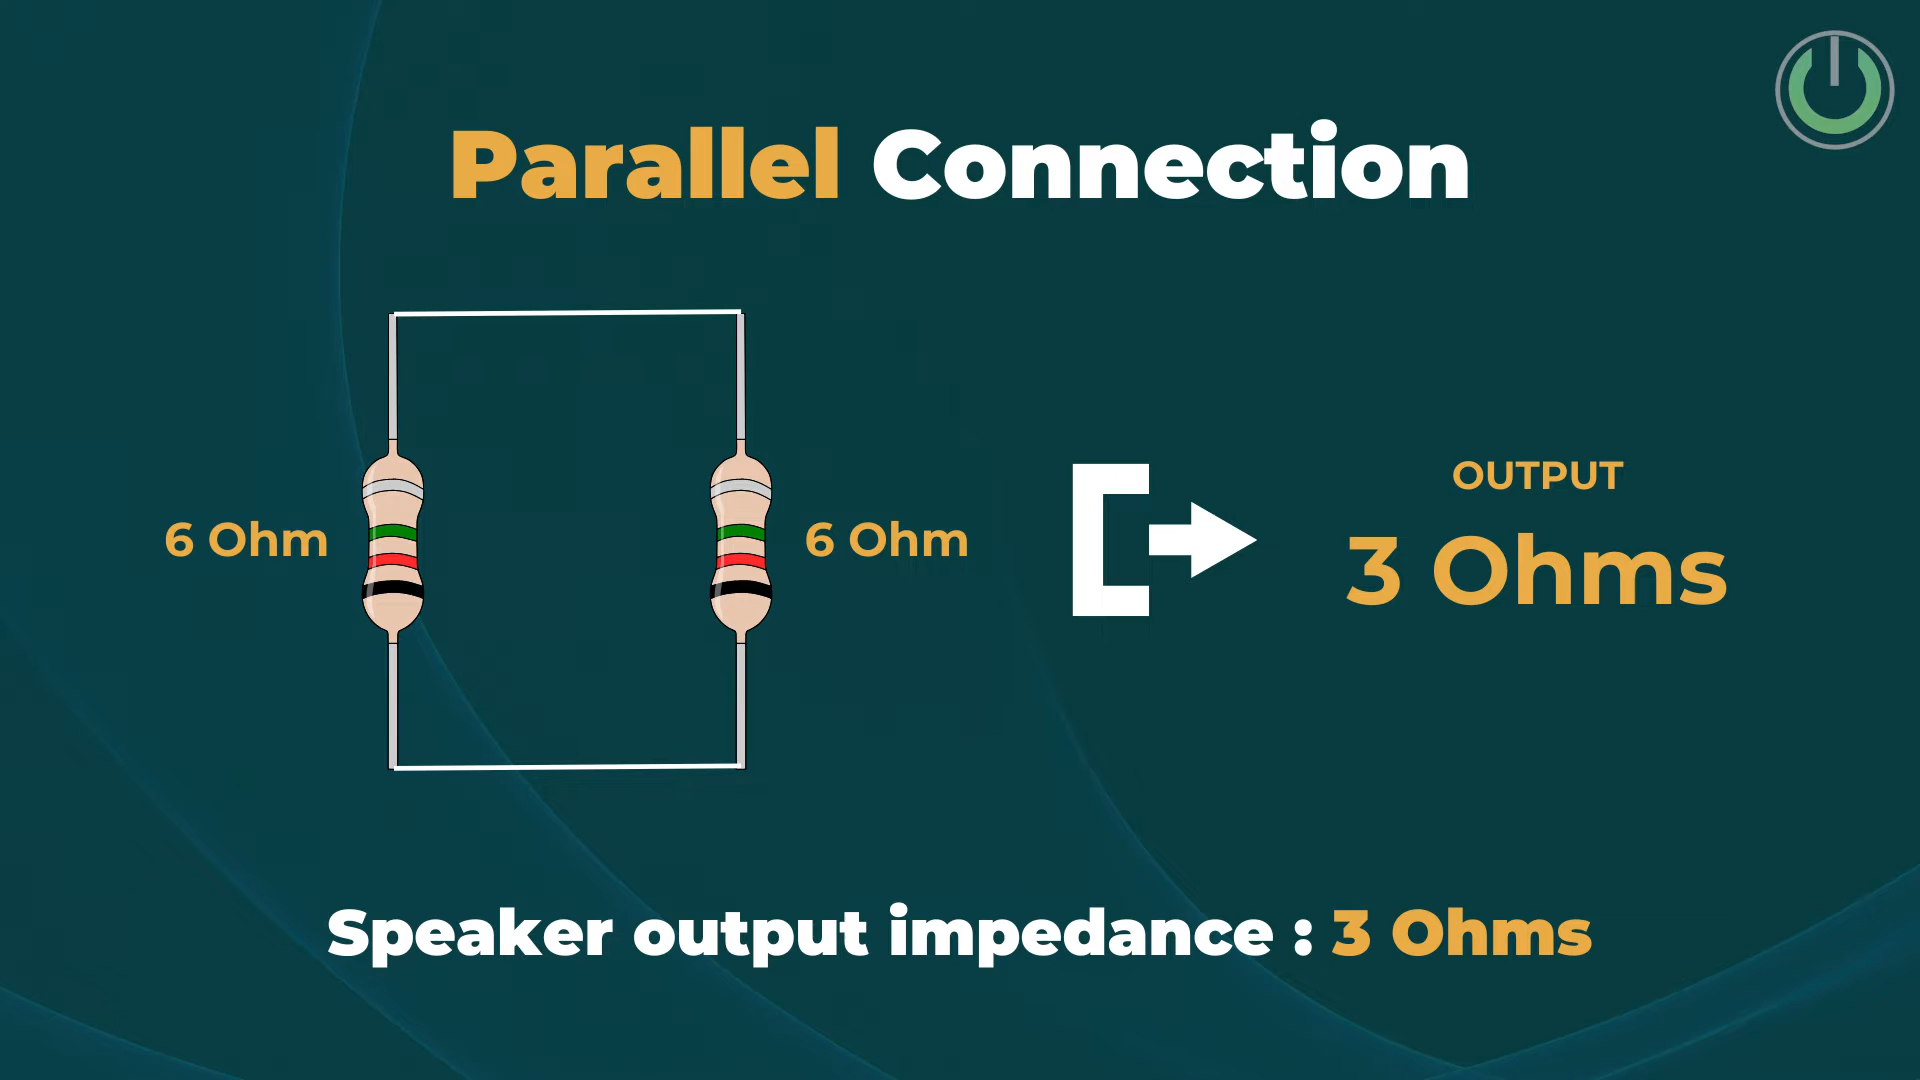 Parallel Connection
6 Ohm
6 Ohm
OUTPUT
3 Ohms
Speaker output impedance : 3 Ohms